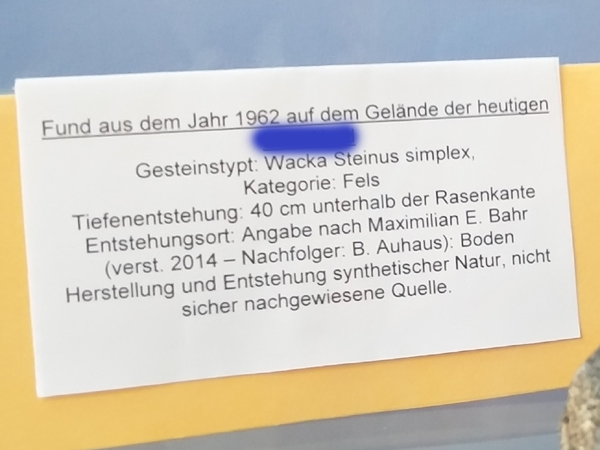 Fund aus dem Jahr 1962 auf dem Gelände der heutigen
Gesteinstypt: Wacka Steinus simplex,
Kategorie: Fels
Tiefenentstehung: 40 cm unterhalb der Rasenkante
Entstehungsort: Angabe nach Maximilian E. Bahr
(verst. 2014 – Nachfolger: B. Auhaus): Boden
Herstellung und Entstehung synthetischer Natur, nicht
sicher nachgewiesene Quelle.